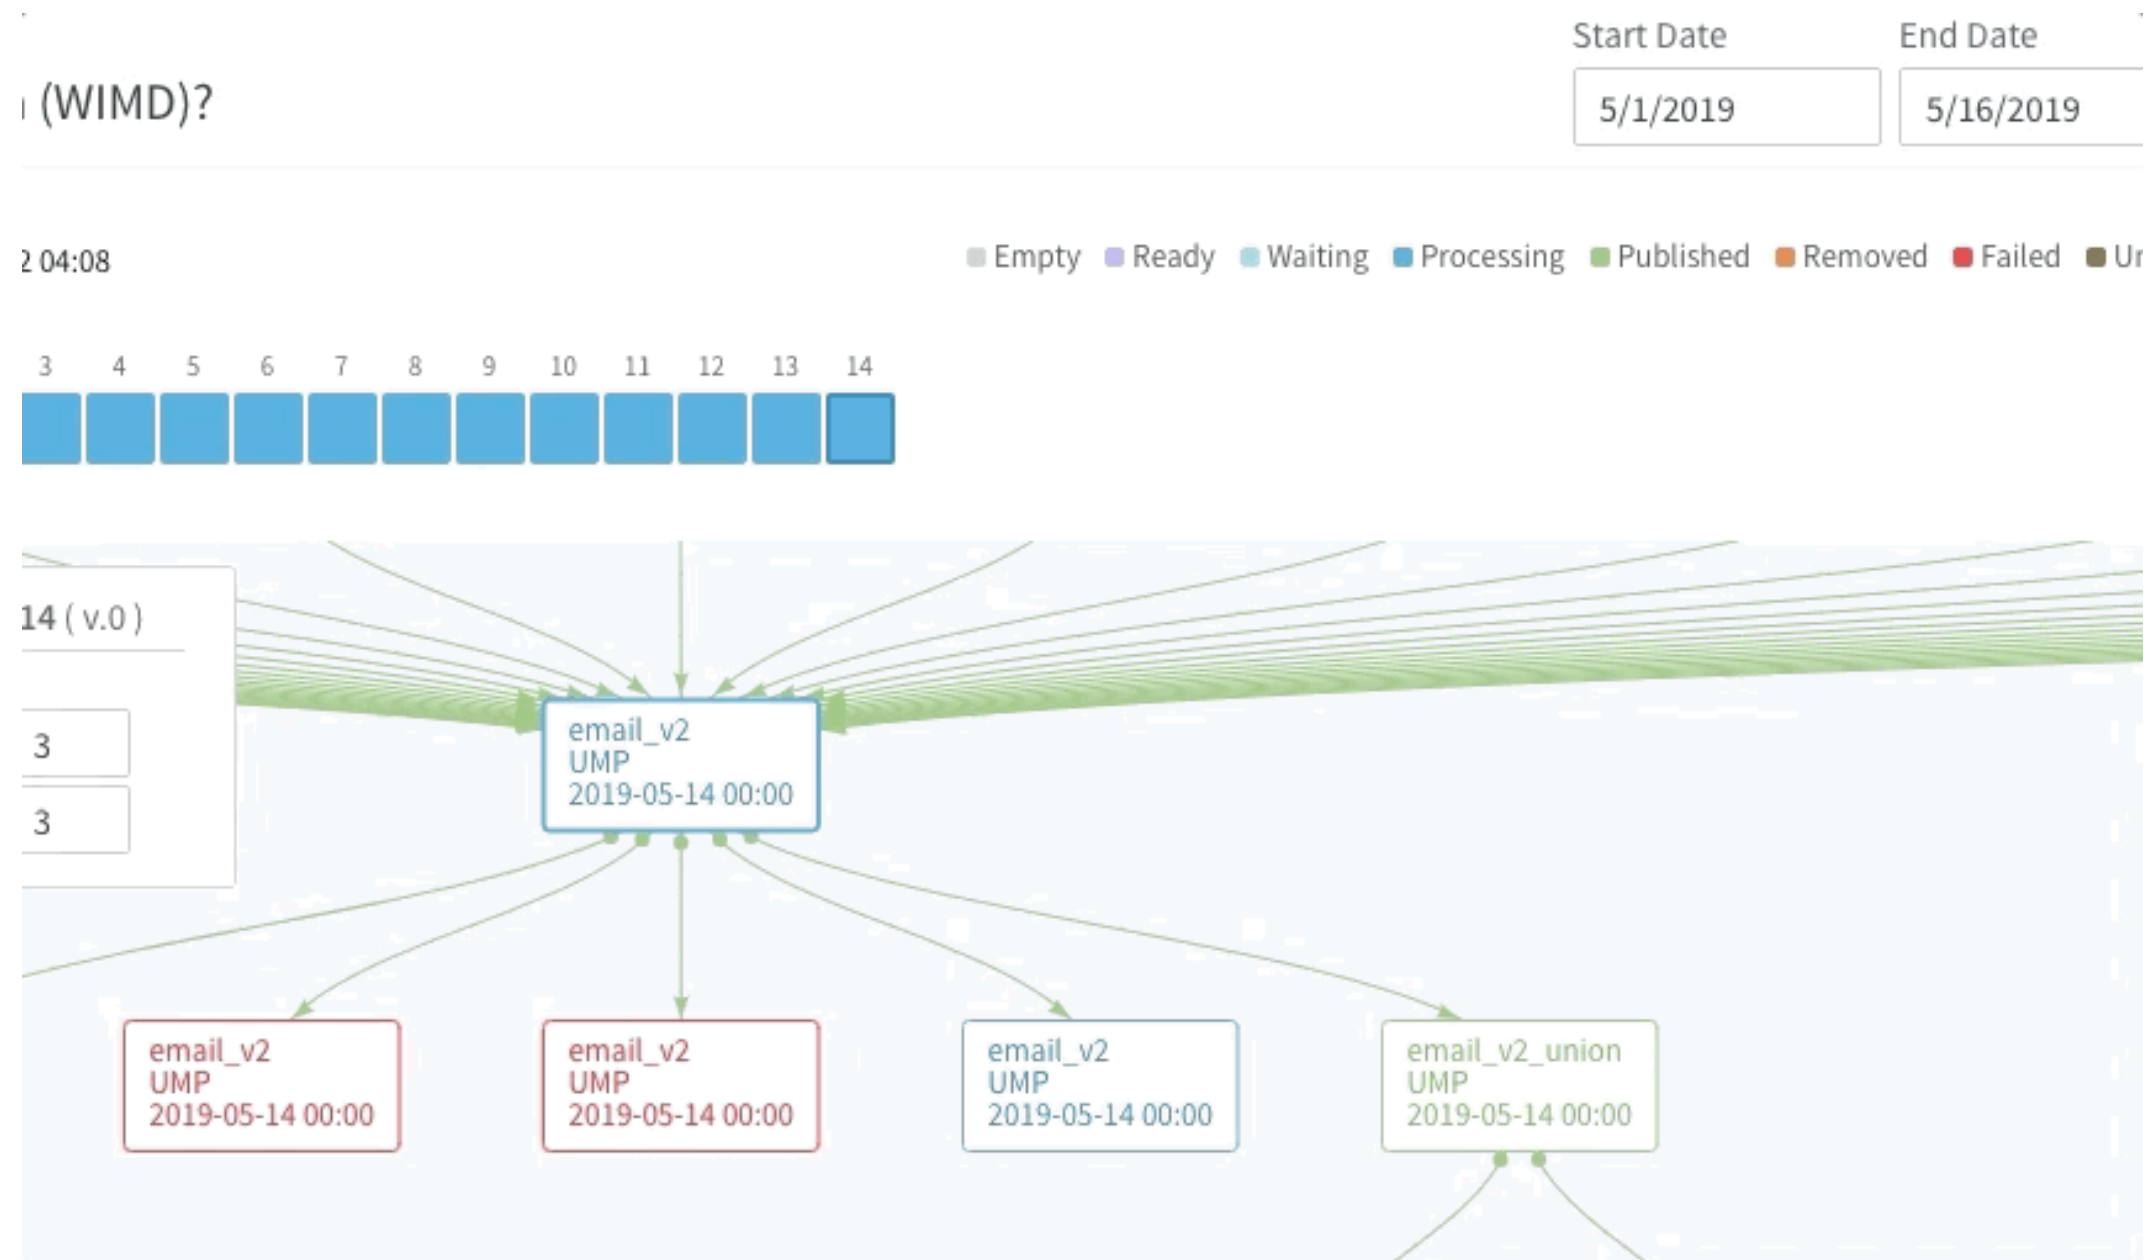 Start Date End Date
(WIMD)?
5/1/2019 5/16/2019
2 04:08
Empty Ready Waiting Processing Published Removed Failed
3 4 5 6 7 8 9 10 11 12 13 14
14 ( v.0 )
3
3
email_v2
UMP
2019-05-14 00:00
email_v2
UMP
2019-05-14 00:00
email_v2
UMP
2019-05-14 00:00
email_v2
UMP
2019-05-14 00:00
email_v2_union
UMP
2019-05-14 00:00